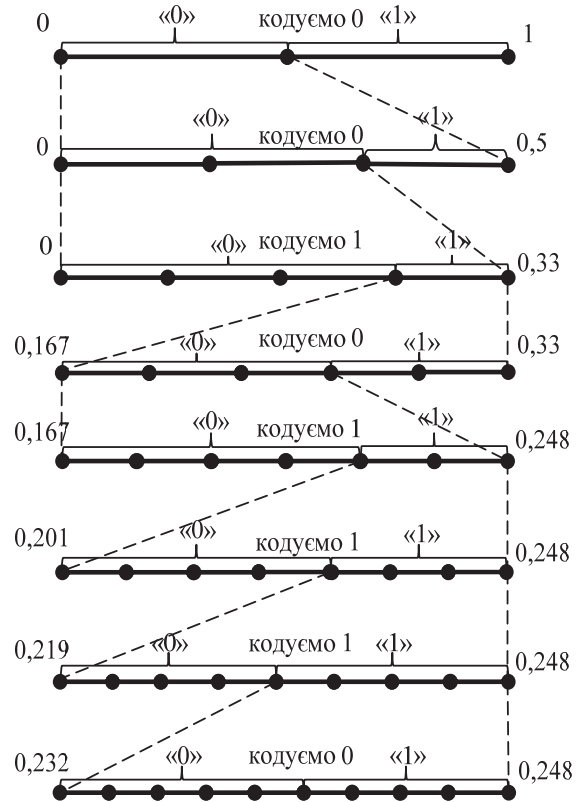 0 «0» кодуємо 0 «1» 1
0 «0» кодуємо 0 «1» 0,5
0 «0» кодуємо 1 «1» 0,33
0,167 «0» кодуємо 0 «1» 0,33
0,167 «0» кодуємо 1 «1» 0,248
0,201 «0» кодуємо 1 «1» 0,248
0,219 «0» кодуємо 1 «1» 0,248
0,232 «0» кодуємо 0 «1» 0,248